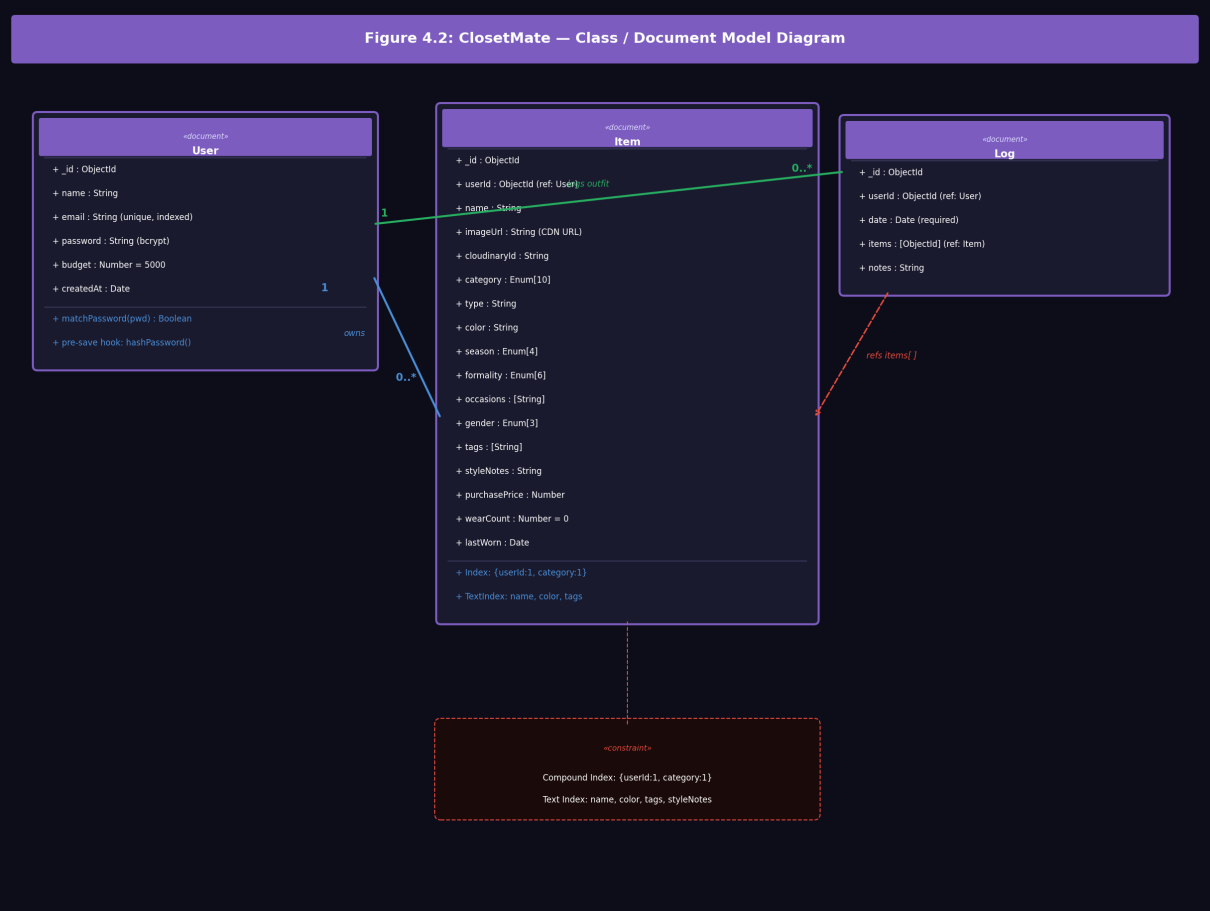 Figure 4.2: ClosetMate — Class / Document Model Diagram
«document»
User
+ _id : ObjectId
+ name : String
+ email : String (unique, indexed)
+ password : String (bcrypt)
+ budget : Number = 5000
+ createdAt : Date
+ matchPassword(pwd) : Boolean
+ pre-save hook: hashPassword()
1
1
owns
0..*
«document»
Item
+ _id : ObjectId
+ userId : ObjectId (ref: User)
+ name : String
+ imageUrl : String (CDN URL)
+ cloudinaryId : String
+ category : Enum[10]
+ type : String
+ color : String
+ season : Enum[4]
+ formality : Enum[6]
+ occasions : [String]
+ gender : Enum[3]
+ tags : [String]
+ styleNotes : String
+ purchasePrice : Number
+ wearCount : Number = 0
+ lastWorn : Date
+ Index: {userId:1, category:1}
+ TextIndex: name, color, tags
outfit
0..*
«document»
Log
+ _id : ObjectId
+ userId : ObjectId (ref: User)
+ date : Date (required)
+ items : [ObjectId] (ref: Item)
+ notes : String
refs items[ ]
«constraint»
Compound Index: {userId:1, category:1}
Text Index: name, color, tags, styleNotes